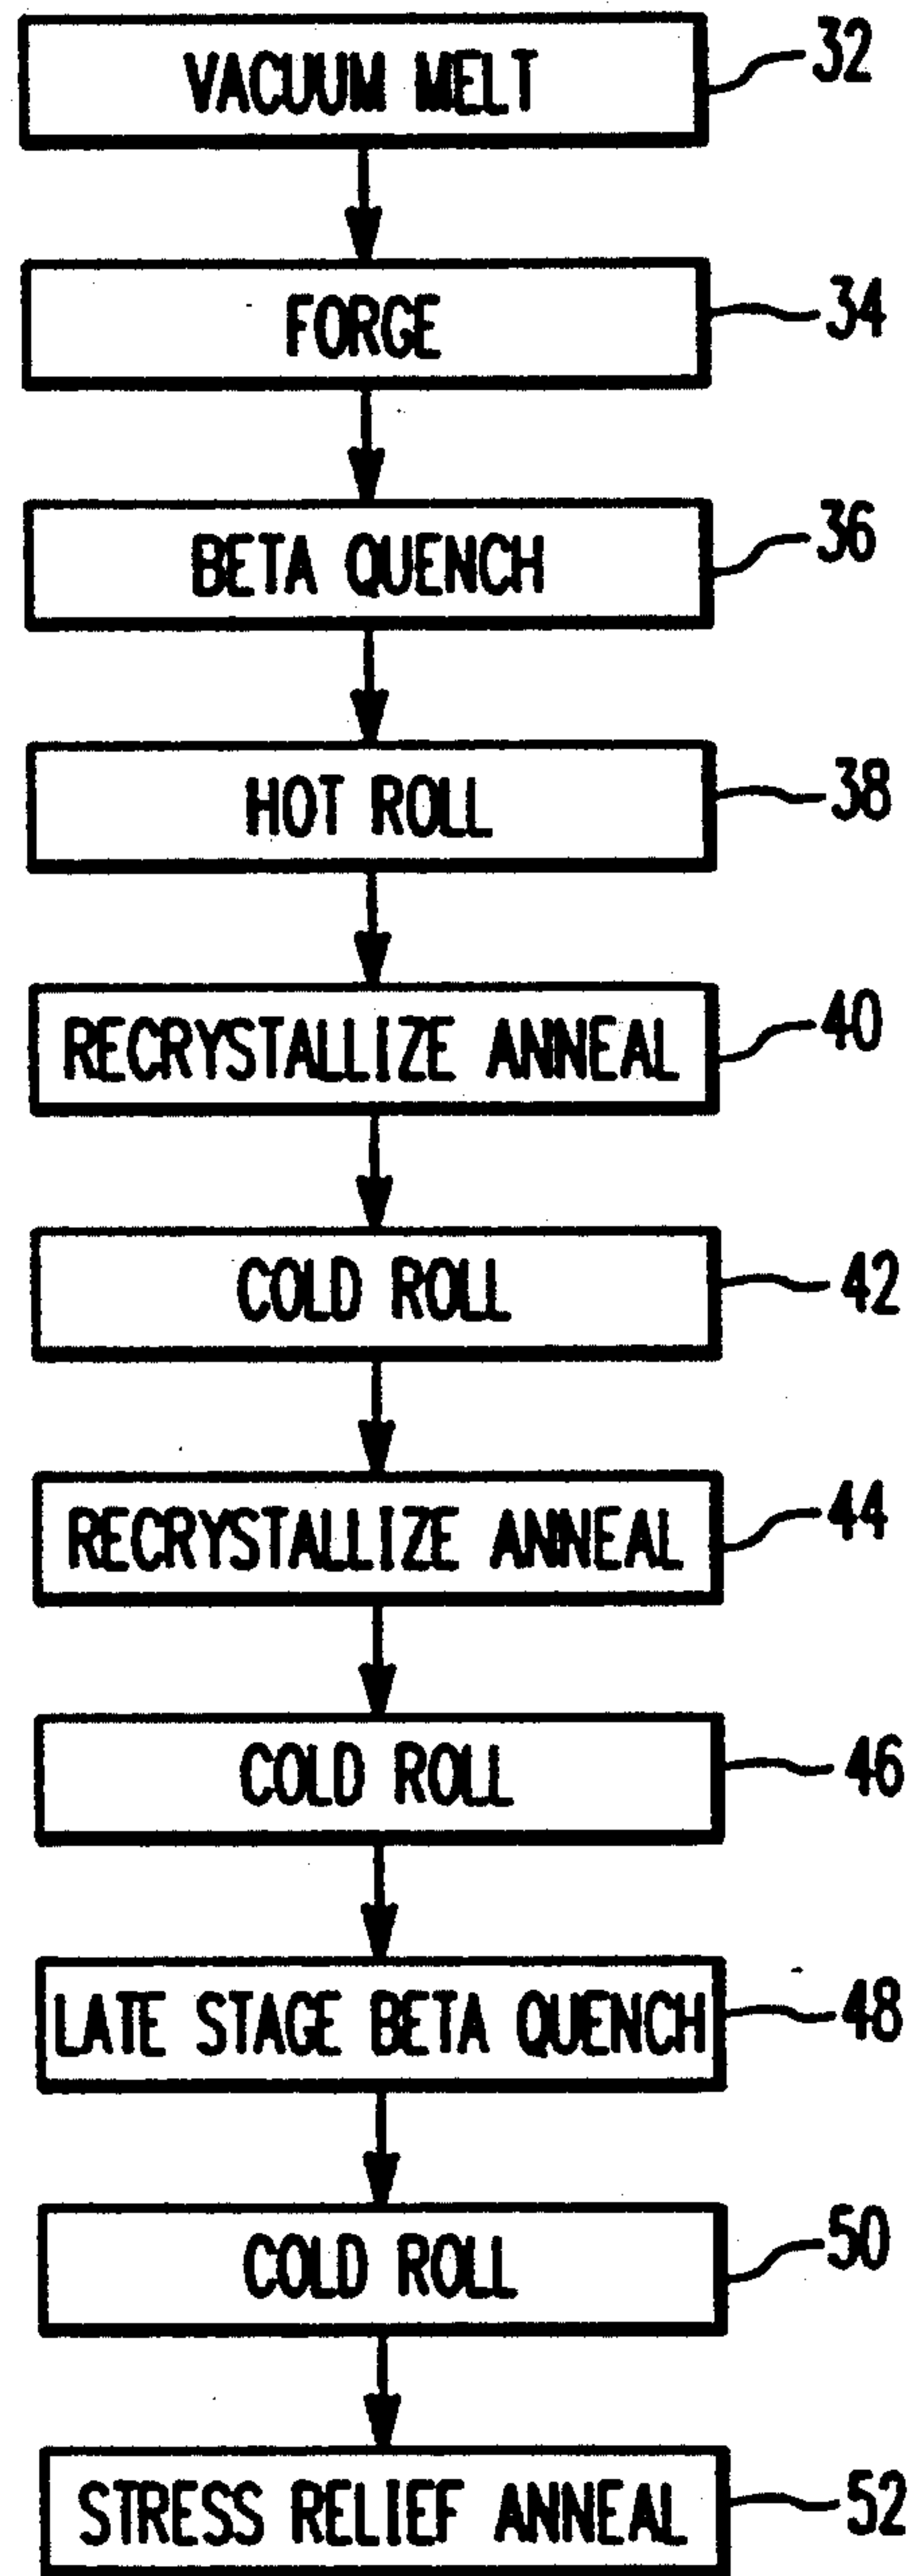 VACUUM MELT 32
FORGE 34
BETA QUENCH 36
HOT ROLL 38
RECRYSTALLIZE ANNEAL 40
COLD ROLL 42
RECRYSTALLIZE ANNEAL 44
COLD ROLL 46
LATE STAGE BETA QUENCH 48
COLD ROLL 50
STRESS RELIEF ANNEAL 52